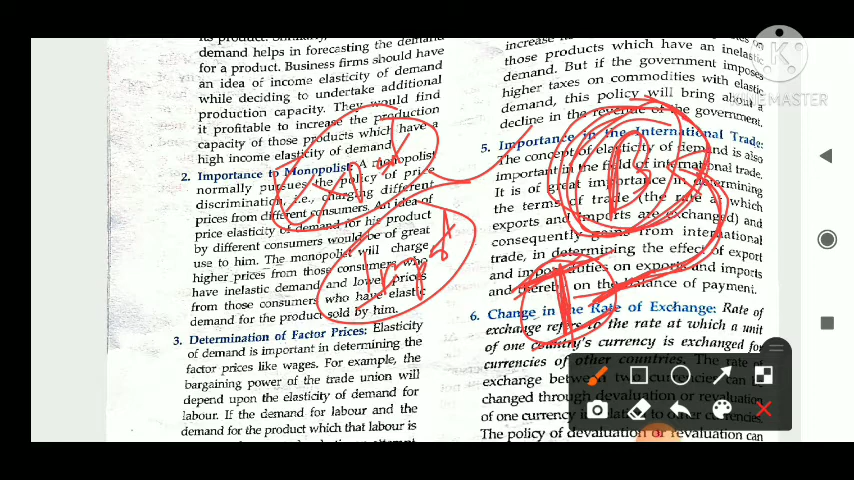 its product. Similarly,
demand helps in forecasting the demand
for a product. Business firms should have
an idea of income elasticity of demand
while deciding to undertake additional
production capacity. They would find
it profitable to increase the production
capacity of those products which have a
high income elasticity of demand
2. Importance to Monopolist: A monopolist
normally pursues the policy of price
discrimination, i.e., charging different
prices from different consumers. An idea of
price elasticity of demand for his product
by different consumers would be of great
use to him. The monopolist will charge
higher prices from those consumers who
have inelastic demand and lower prices
from those consumers who have elastic
demand for the product sold by him.
3. Determination of Factor Prices: Elasticity
of demand is important in determining the
factor prices like wages. For example, the
bargaining power of the trade union will
depend upon the elasticity of demand for
labour. If the demand for labour and the
demand for the product which that labour is
increase
those products which have an inelastic
demand. But if the government imposes
higher taxes on commodities with elastic
demand, this policy will bring about a
decline in the revenue of the government.
5. Importance in the International Trade:
The concept of elasticity of demand is also
important in the field of international trade.
It is of great importance in determining
the terms of trade (the rate at which
exports and imports are exchanged) and
consequently gains from international
trade, in determining the effect of export
and import duties on exports and imports
and thereby on the balance of payment.
6. Change in the Rate of Exchange: Rate of
exchange refers to the rate at which a unit
of one country's currency is exchanged for
currencies of other countries. The rate of
exchange between two currencies can be
changed through devaluation or revaluation
of one currency in relation to other currencies.
The policy of devaluation or revaluation can
Impst
B
I
K
KINEMASTER